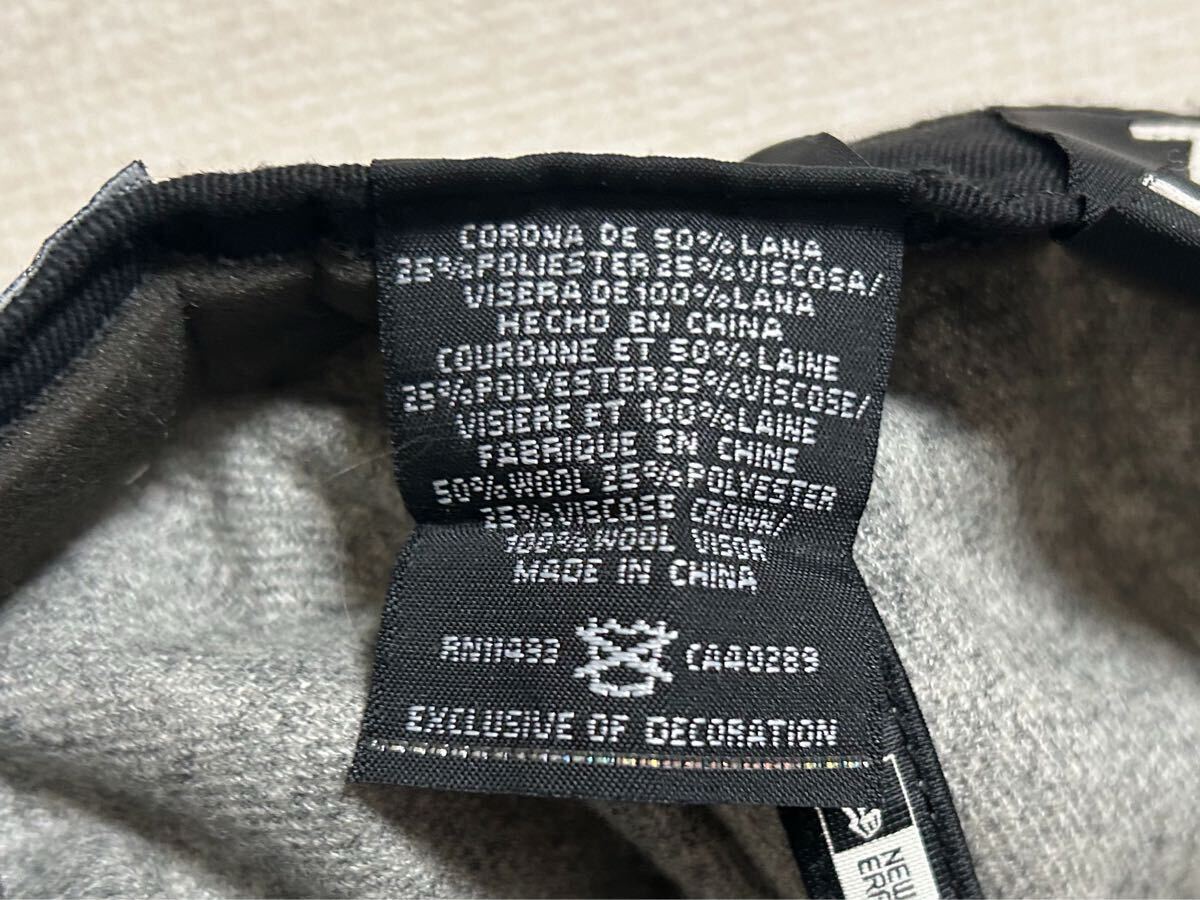 CORONA DE 50% LANA
25% POLIESTER 25% VISCOSA/
VISERA DE 100% LANA
HECHO EN CHINA
COURONNE ET 50% LAINE
25% POLYESTER 25% VISCOSE/
VISIERE ET 100% LAINE
FABRIQUE EN CHINE
50% WOOL 25% POLYESTER
25% VISCOSE CROWN/
100% WOOL VISOR
MADE IN CHINA
RN11493 CA40289
EXCLUSIVE OF DECORATION
NEW
ERA